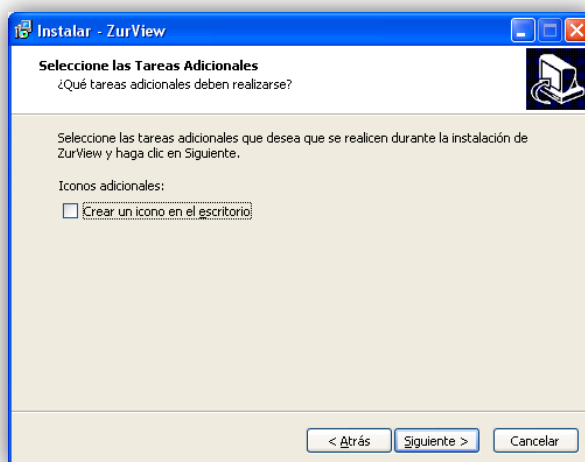 Instalar - ZurView
Seleccione las Tareas Adicionales
¿Qué tareas adicionales deben realizarse?
Seleccione las tareas adicionales que desea que se realicen durante la instalación de
ZurView y haga clic en Siguiente.
Iconos adicionales:
Crear un icono en el escritorio
< Atrás
Siguiente >
Cancelar